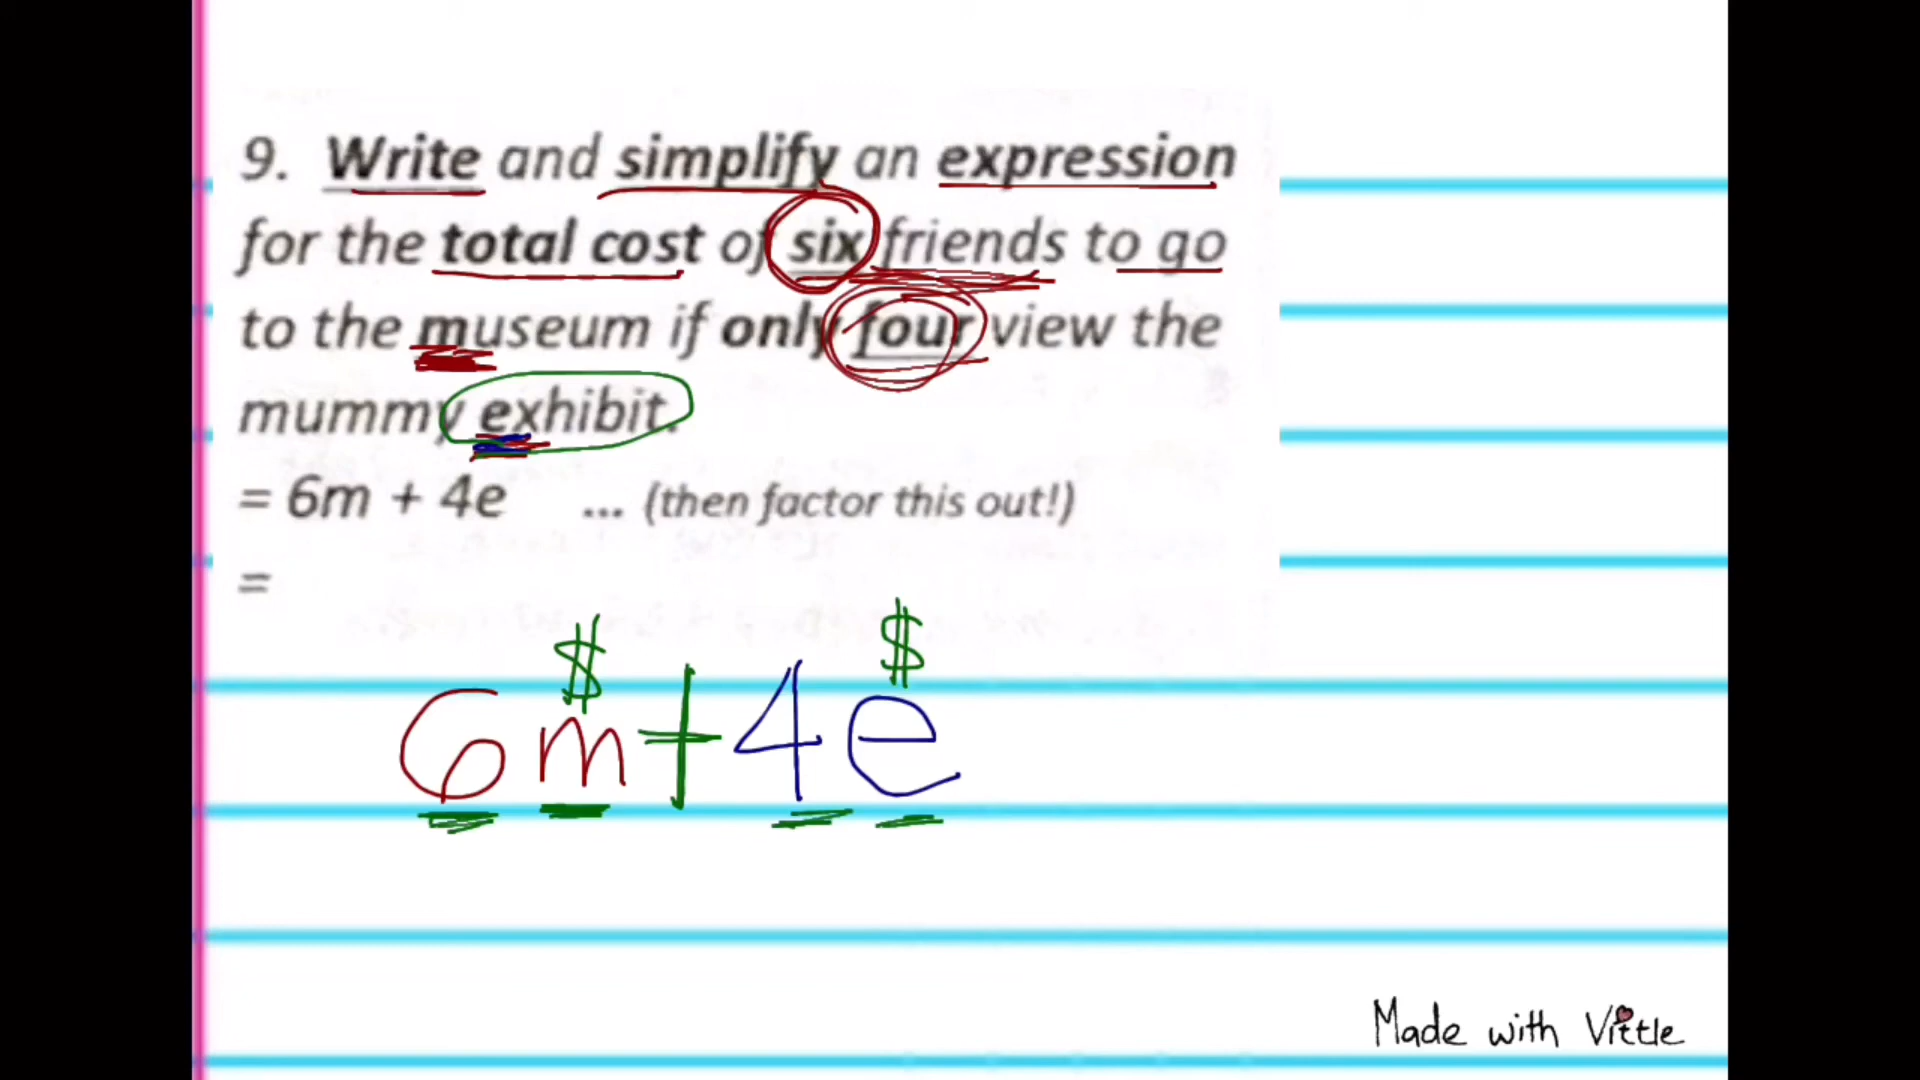 9. Write and simplify an expression
for the total cost of six friends to go
to the museum if only four view the
mummy exhibit.
= 6m + 4e ... (then factor this out!)
=
$ $
6m+4e
Made with Vittle